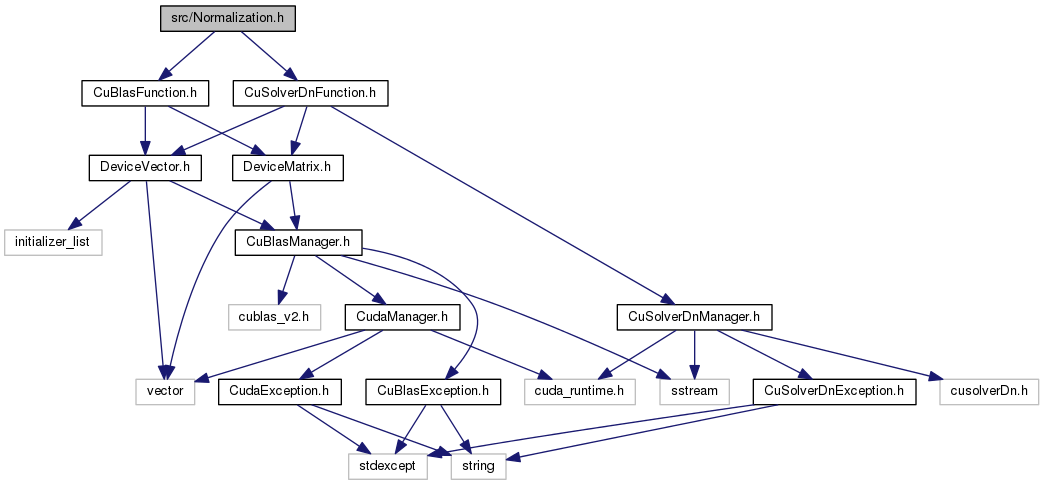 src/Normalization.h
CuBlasFunction.h
CuSolverDnFunction.h
DeviceVector.h
DeviceMatrix.h
initializer_list
CuBlasManager.h
cublas_v2.h
CudaManager.h
CuSolverDnManager.h
vector
CudaException.h
CuBlasException.h
cuda_runtime.h
sstream
CuSolverDnException.h
cusolverDn.h
stdexcept
string